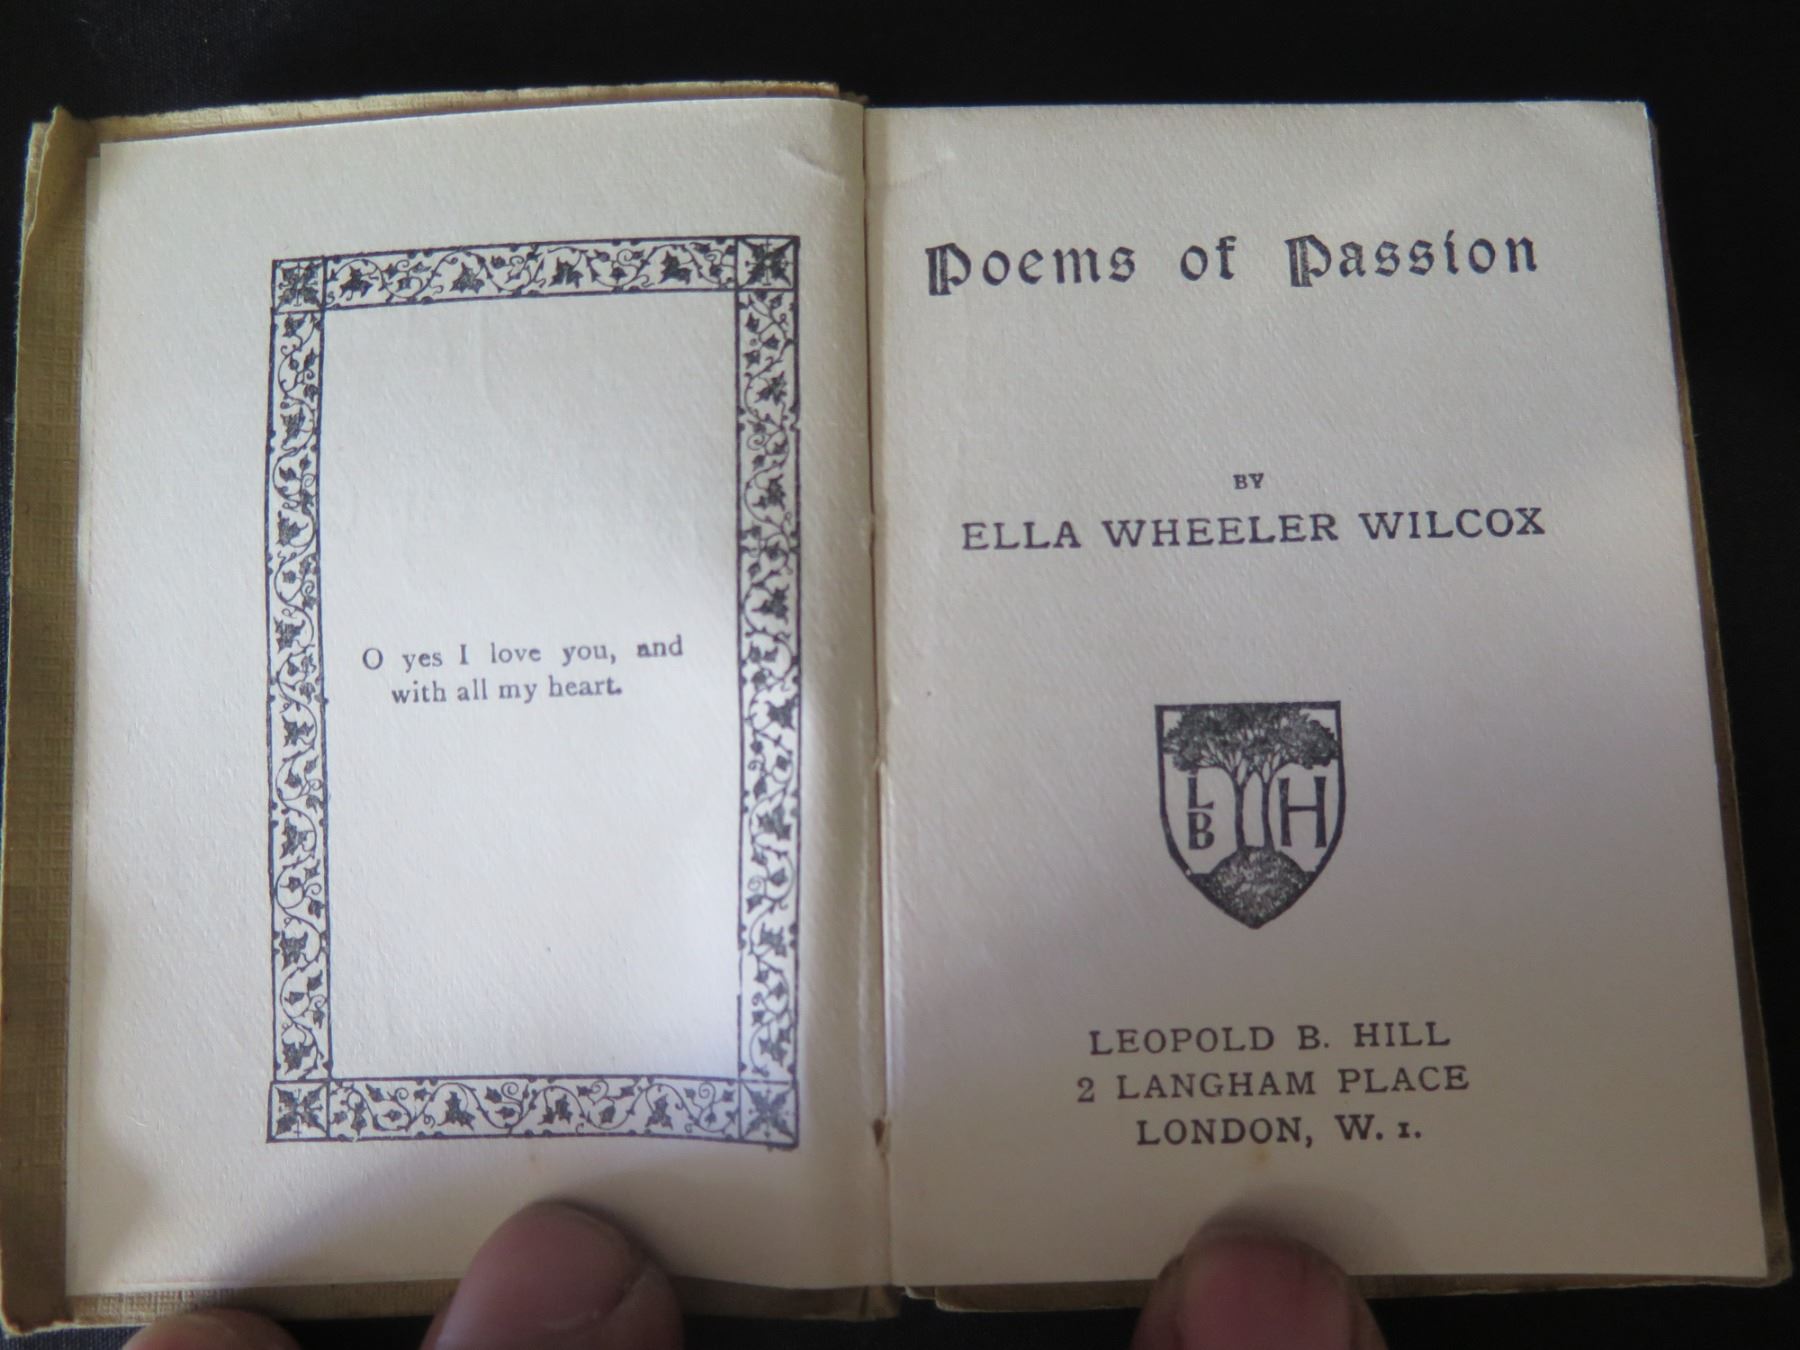 O yes I love you, and
with all my heart.
Poems of Passion
BY
ELLA WHEELER WILCOX
L
B H
LEOPOLD B. HILL
2 LANGHAM PLACE
LONDON, W. 1.